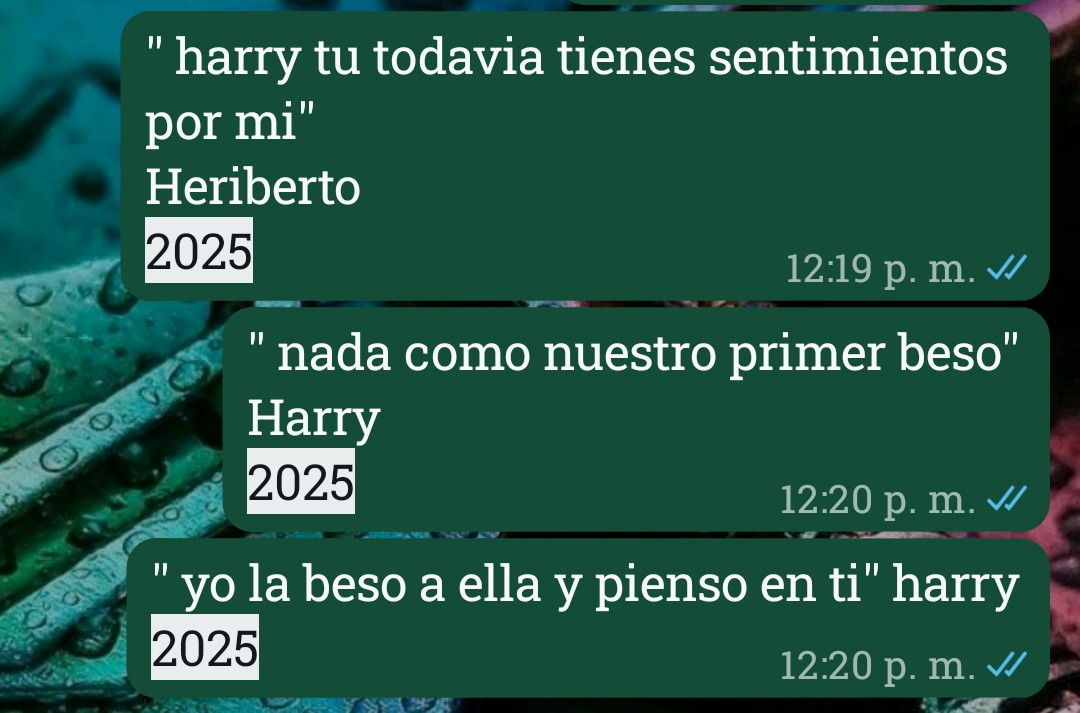 " harry tu todavia tienes sentimientos
por mi"
Heriberto
2025
12:19 p. m.
" nada como nuestro primer beso"
Harry
2025
12:20 p. m.
" yo la beso a ella y pienso en ti" harry
2025
12:20 p. m.